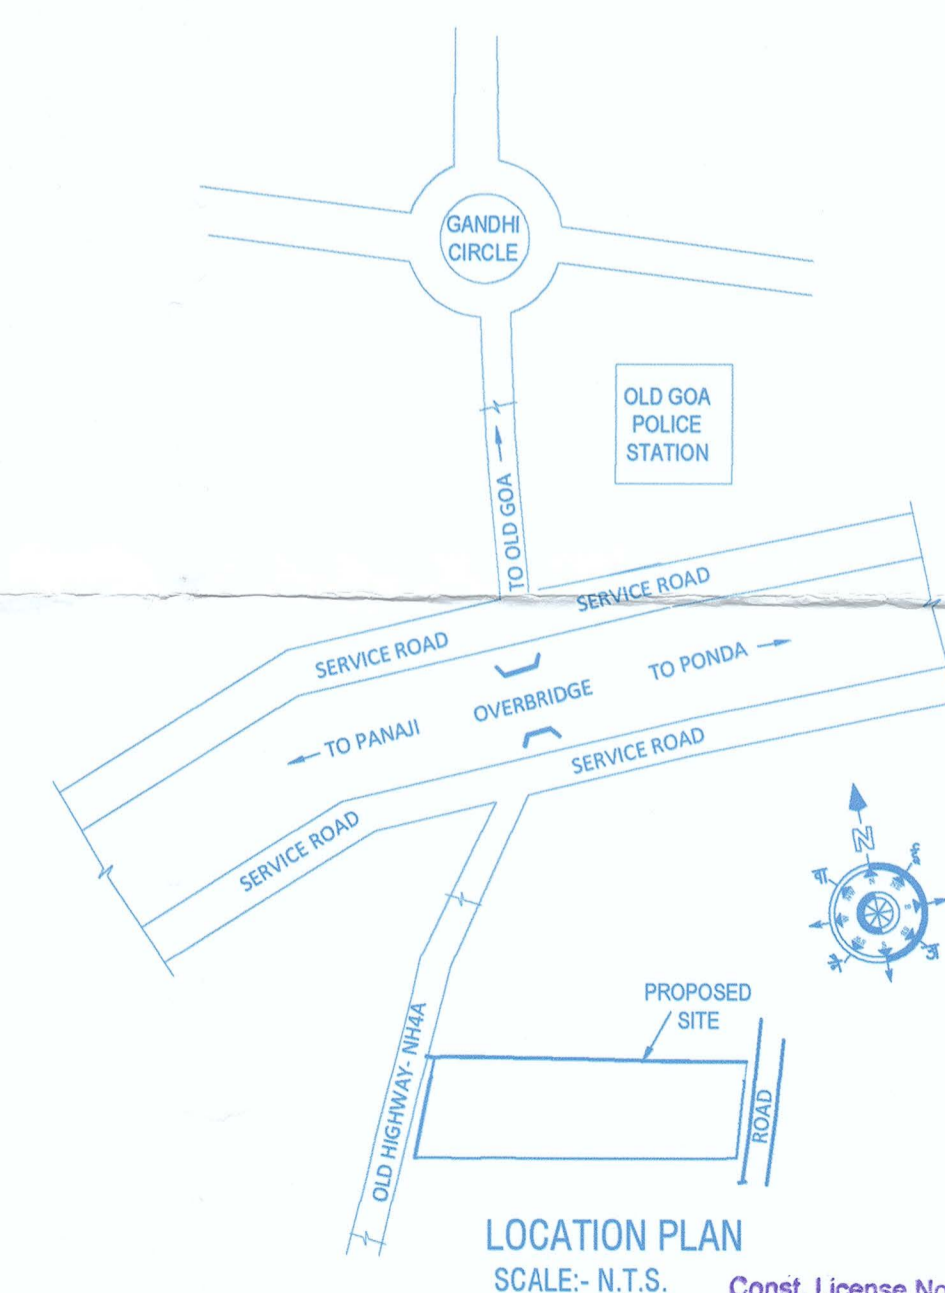 GANDHI
CIRCLE
OLD GOA
POLICE
STATION
TO OLD GOA
SERVICE ROAD
SERVICE ROAD
TO PONDA
OVERBRIDGE
TO PANAJI
SERVICE ROAD
SERVICE ROAD
N
ई
वा
अ
नै
PROPOSED
SITE
OLD HIGHWAY- NH4A
ROAD
LOCATION PLAN
SCALE:- N.T.S.
Const. License No